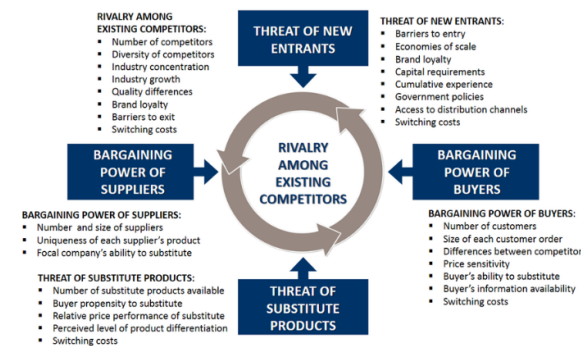 RIVALRY AMONG
EXISTING COMPETITORS:
▪ Number of competitors
▪ Diversity of competitors
▪ Industry concentration
▪ Industry growth
▪ Quality differences
▪ Brand loyalty
▪ Barriers to exit
▪ Switching costs
THREAT OF NEW
ENTRANTS
THREAT OF NEW ENTRANTS:
▪ Barriers to entry
▪ Economies of scale
▪ Brand loyalty
▪ Capital requirements
▪ Cumulative experience
▪ Government policies
▪ Access to distribution channels
▪ Switching costs
BARGAINING
POWER OF
SUPPLIERS
RIVALRY
AMONG
EXISTING
COMPETITORS
BARGAINING
POWER OF
BUYERS
BARGAINING POWER OF SUPPLIERS:
▪ Number and size of suppliers
▪ Uniqueness of each supplier's product
▪ Focal company's ability to substitute
BARGAINING POWER OF BUYERS:
▪ Number of customers
▪ Size of each customer order
▪ Differences between competitor
▪ Price sensitivity
▪ Buyer's ability to substitute
▪ Buyer's information availability
▪ Switching costs
THREAT OF SUBSTITUTE PRODUCTS:
▪ Number of substitute products available
▪ Buyer propensity to substitute
▪ Relative price performance of substitute
▪ Perceived level of product differentiation
▪ Switching costs
THREAT OF
SUBSTITUTE
PRODUCTS